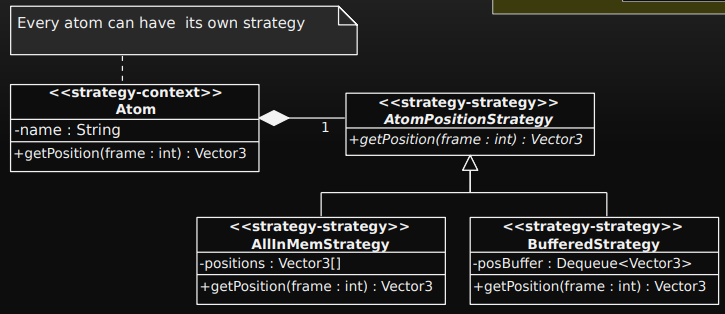 Every atom can have its own strategy
<<strategy-context>>
Atom
-name : String
+getPosition(frame : int) : Vector3
1
<<strategy-strategy>>
AtomPositionStrategy
+getPosition(frame : int) : Vector3
<<strategy-strategy>>
AllInMemStrategy
-positions : Vector3[]
+getPosition(frame : int) : Vector3
<<strategy-strategy>>
BufferedStrategy
-posBuffer : Dequeue<Vector3>
+getPosition(frame : int) : Vector3